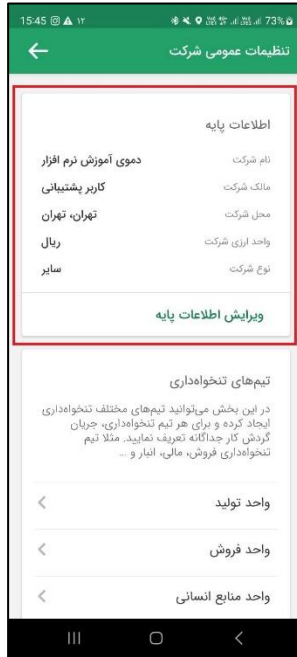 15:45 73%
تنظیمات عمومی شرکت
اطلاعات پایه
نام شرکت دموی آموزش نرم افزار
مالک شرکت کاربر پشتیبانی
محل شرکت تهران، تهران
واحد ارزی شرکت ریال
نوع شرکت سایر
ویرایش اطلاعات پایه
تیم‌های تنخواه‌داری
در این بخش می‌توانید تیم‌های مختلف تنخواه‌داری
ایجاد کرده و برای هر تیم تنخواه‌داری، جریان
گردش کار جداگانه تعریف نمایید. مثلا تیم
تنخواه‌داری فروش، مالی، انبار و ...
واحد تولید
واحد فروش
واحد منابع انسانی